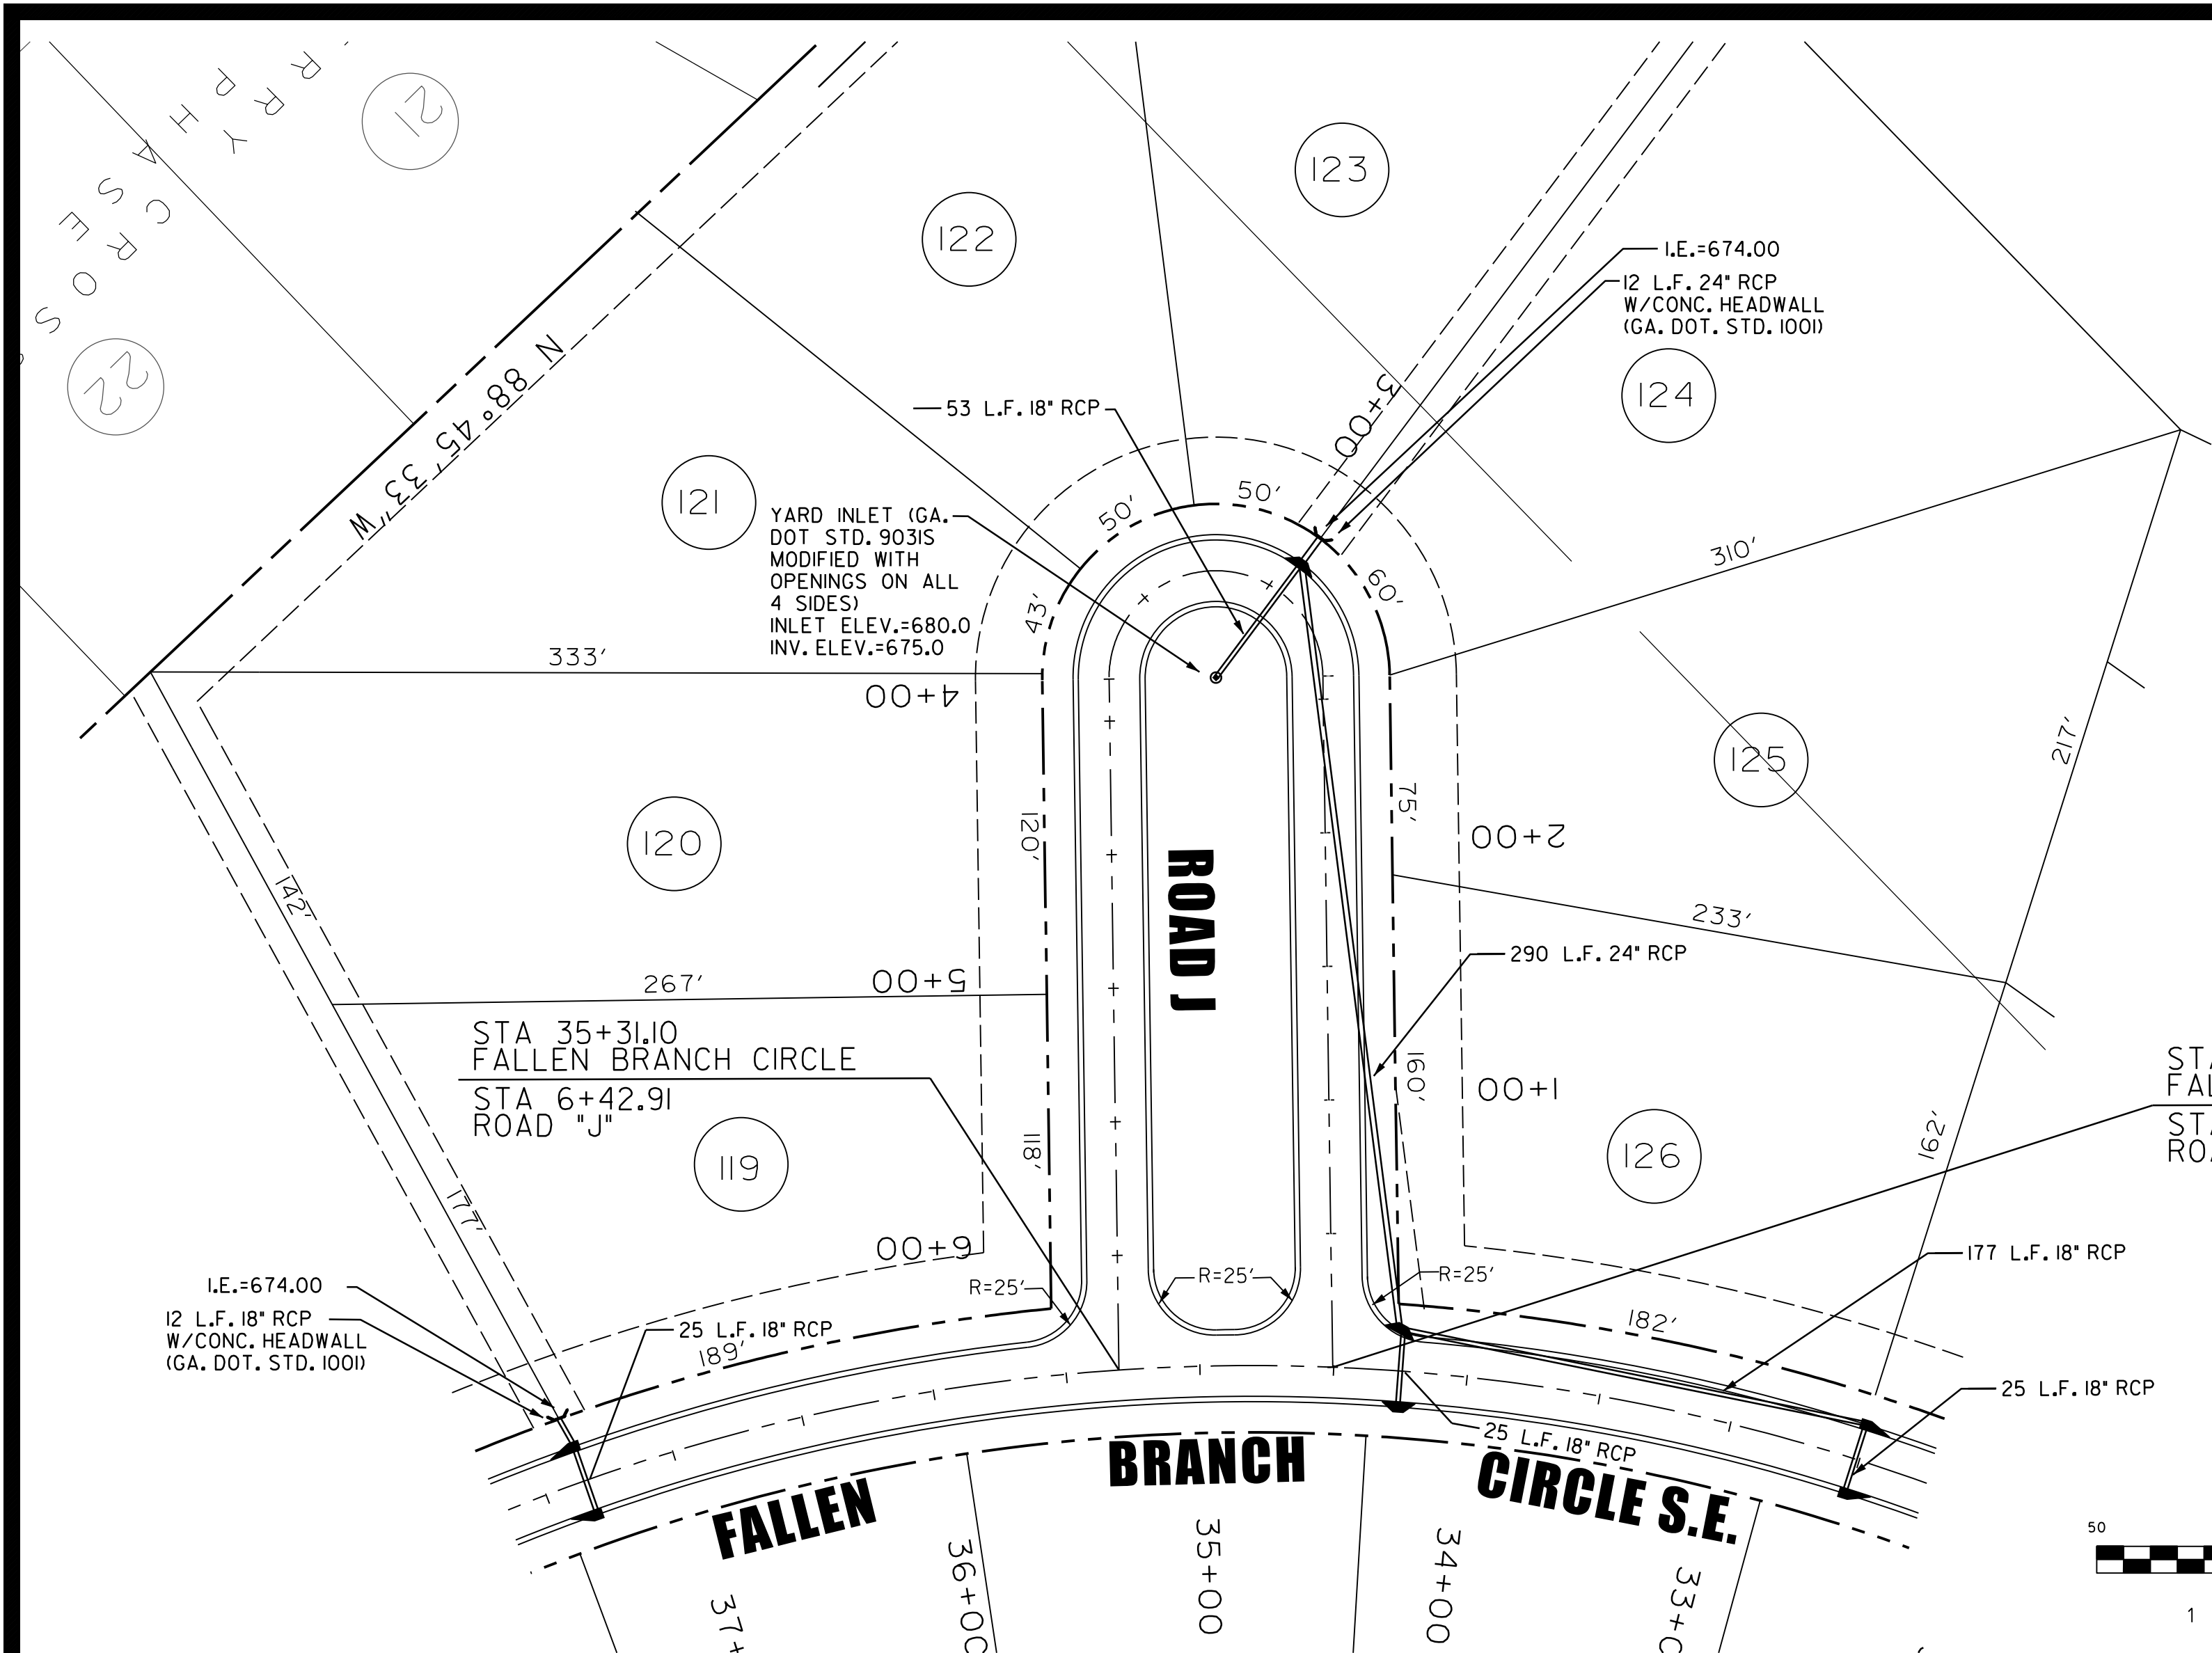 21
22
N 88°45'33"W
122
123
I.E.=674.00
12 L.F. 24" RCP
W/CONC. HEADWALL
(GA. DOT. STD. 1001)
124
3+00
53 L.F. 18" RCP
121
YARD INLET (GA.
DOT STD. 9031S
MODIFIED WITH
OPENINGS ON ALL
4 SIDES)
INLET ELEV.=680.0
INV. ELEV.=675.0
43'
50'
50'
60'
310'
333'
4+00
125
217'
75'
2+00
120
120'
142'
ROAD J
233'
290 L.F. 24" RCP
267'
5+00
STA 35+31.10
FALLEN BRANCH CIRCLE
STA 6+42.91
ROAD "J"
160'
1+00
162'
119
118'
126
177'
6+00
R=25'
R=25'
R=25'
I.E.=674.00
12 L.F. 18" RCP
W/CONC. HEADWALL
(GA. DOT. STD. 1001)
25 L.F. 18" RCP
189'
182'
177 L.F. 18" RCP
25 L.F. 18" RCP
25 L.F. 18" RCP
FALLEN BRANCH CIRCLE S.E.
37+
36+00
35+00
34+00
33+0
50
1